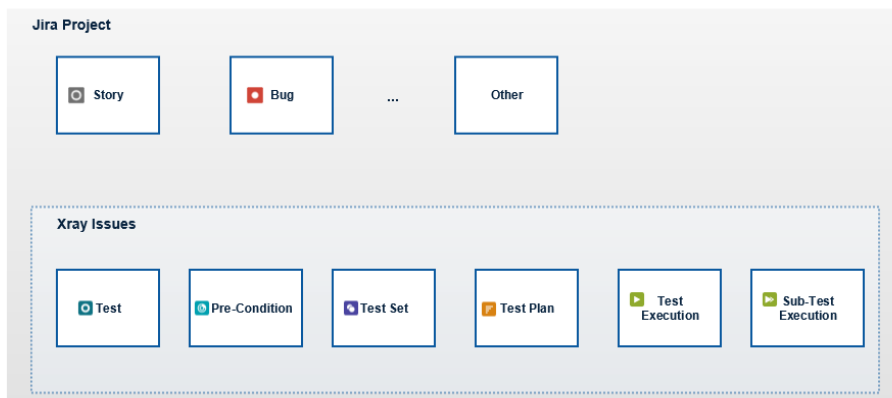 Jira Project
Story
Bug
...
Other
Xray Issues
Test
Pre-Condition
Test Set
Test Plan
Test
Execution
Sub-Test
Execution